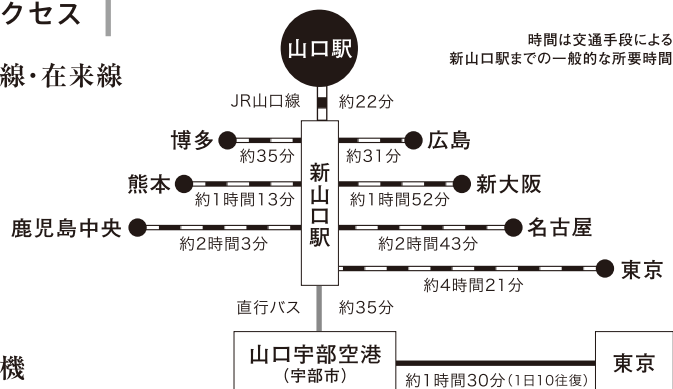 クセス
山口駅
時間は交通手段による
新山口駅までの一般的な所要時間
線・在来線
JR山口線
約22分
博多
約35分
約31分
広島
熊本
約1時間13分
新山口駅
約1時間52分
新大阪
鹿児島中央
約2時間3分
約2時間43分
名古屋
約4時間21分
東京
直行バス
約35分
機
山口宇部空港
(宇部市)
約1時間30分(1日10往復)
東京